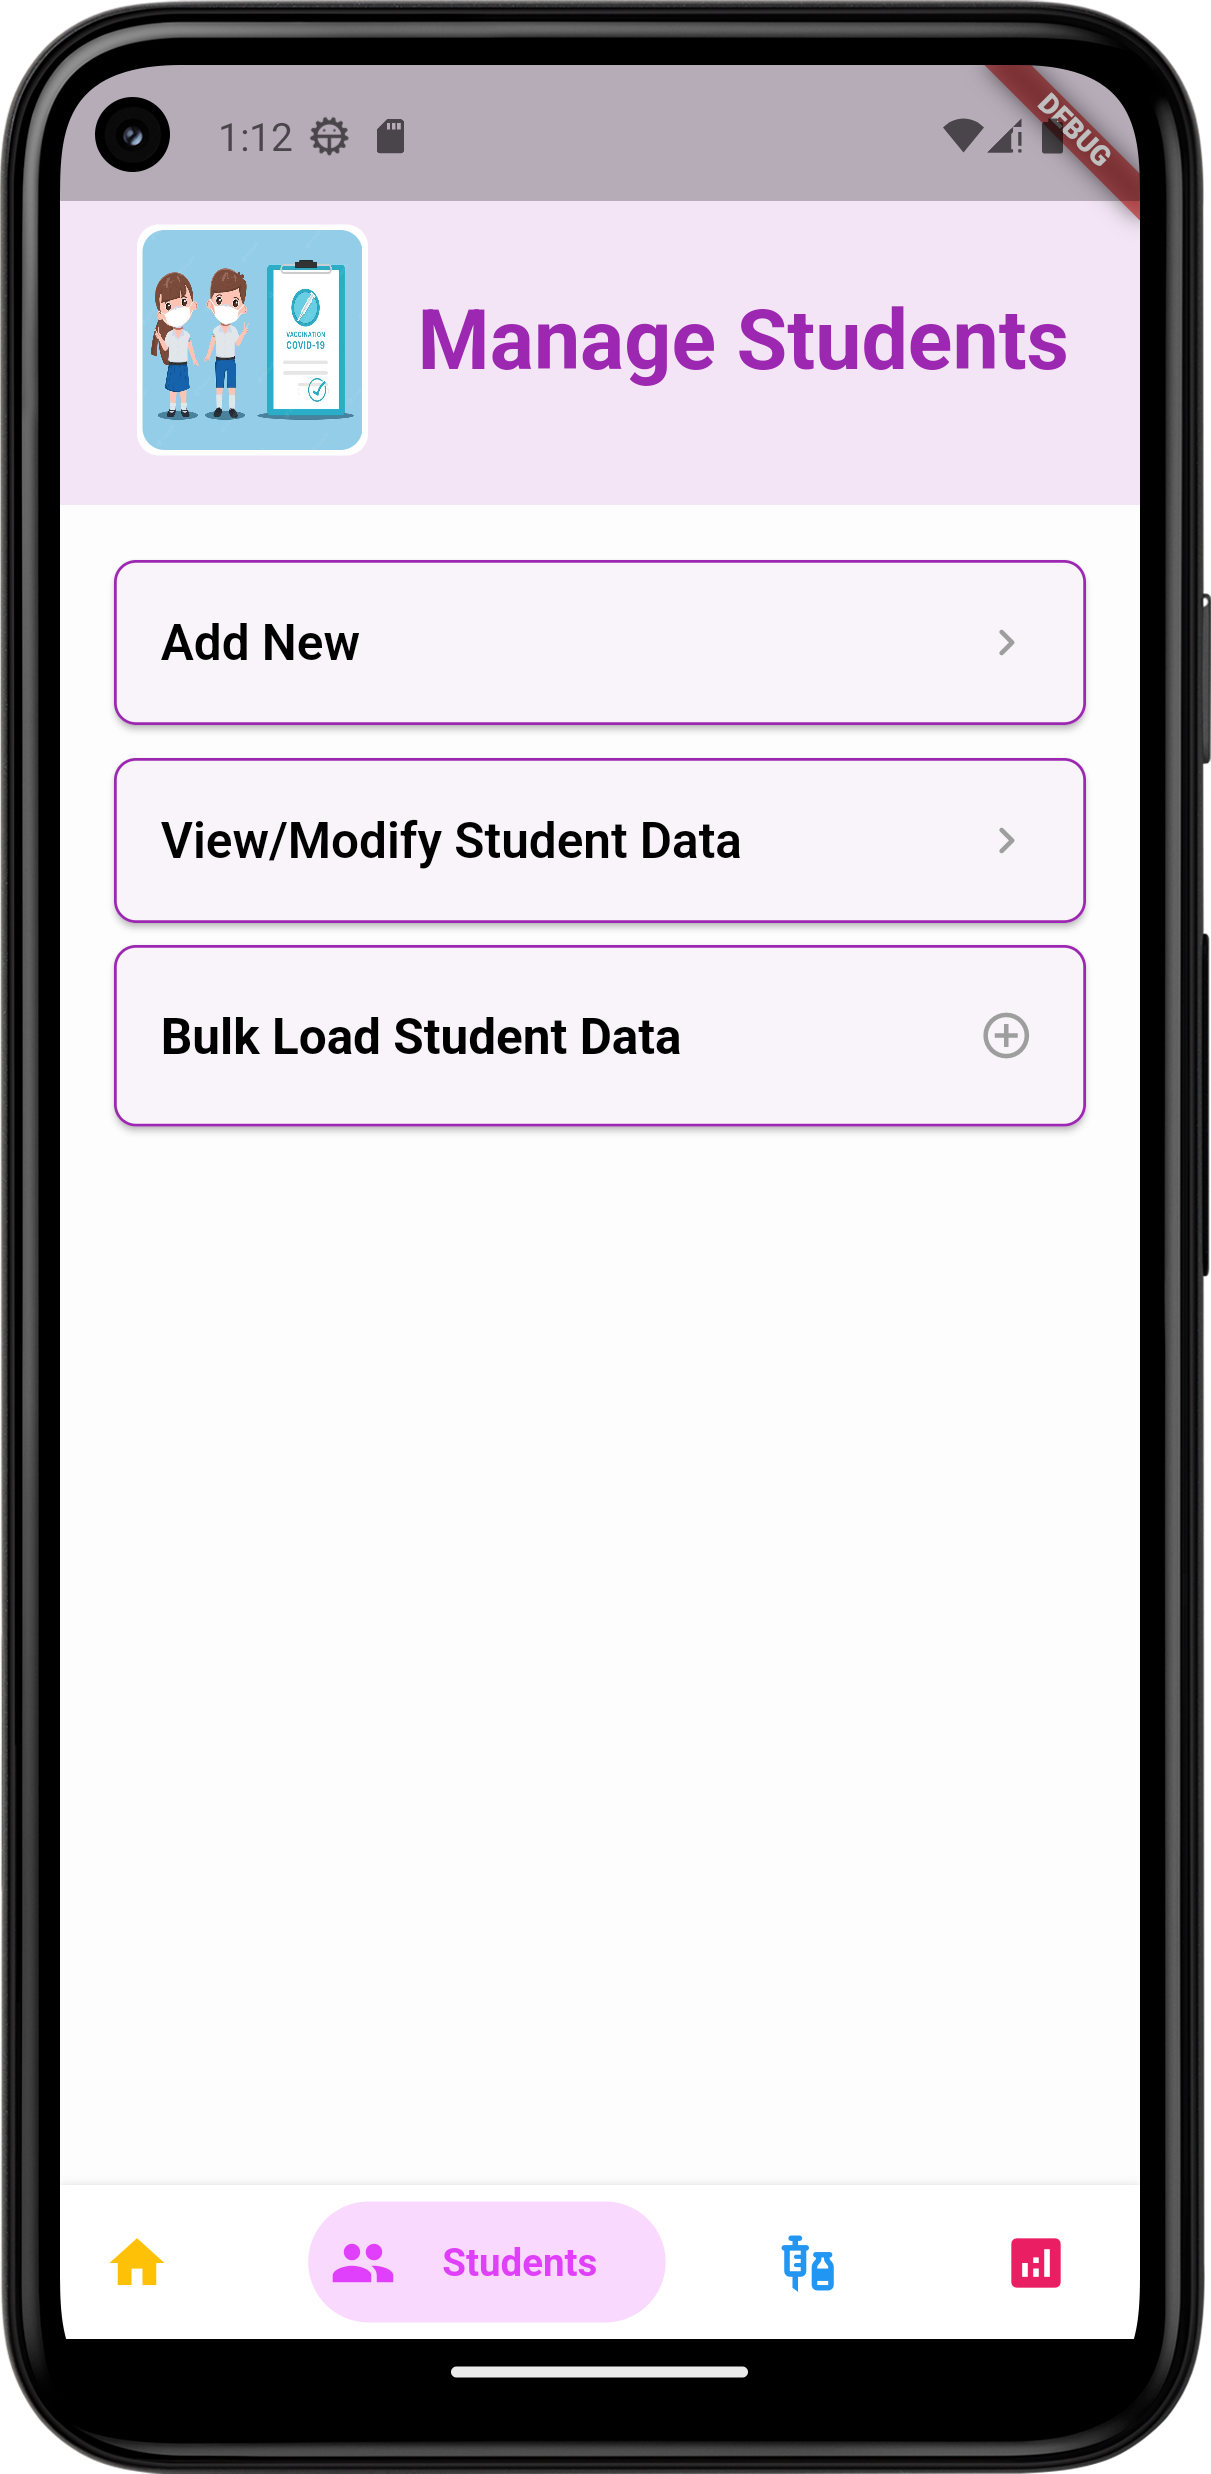 1:12
DEBUG
VACCINATION
COVID-19
Manage Students
Add New
View/Modify Student Data
Bulk Load Student Data
Students